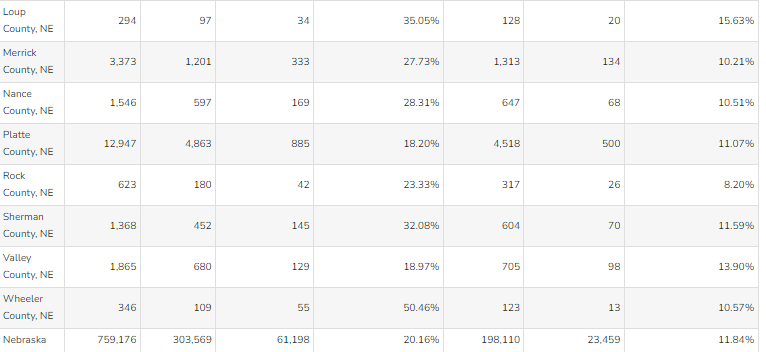 Loup
County, NE 294 97 34 35.05% 128 20 15.63%
Merrick
County, NE 3,373 1,201 333 27.73% 1,313 134 10.21%
Nance
County, NE 1,546 597 169 28.31% 647 68 10.51%
Platte
County, NE 12,947 4,863 885 18.20% 4,518 500 11.07%
Rock
County, NE 623 180 42 23.33% 317 26 8.20%
Sherman
County, NE 1,368 452 145 32.08% 604 70 11.59%
Valley
County, NE 1,865 680 129 18.97% 705 98 13.90%
Wheeler
County, NE 346 109 55 50.46% 123 13 10.57%
Nebraska 759,176 303,569 61,198 20.16% 198,110 23,459 11.84%